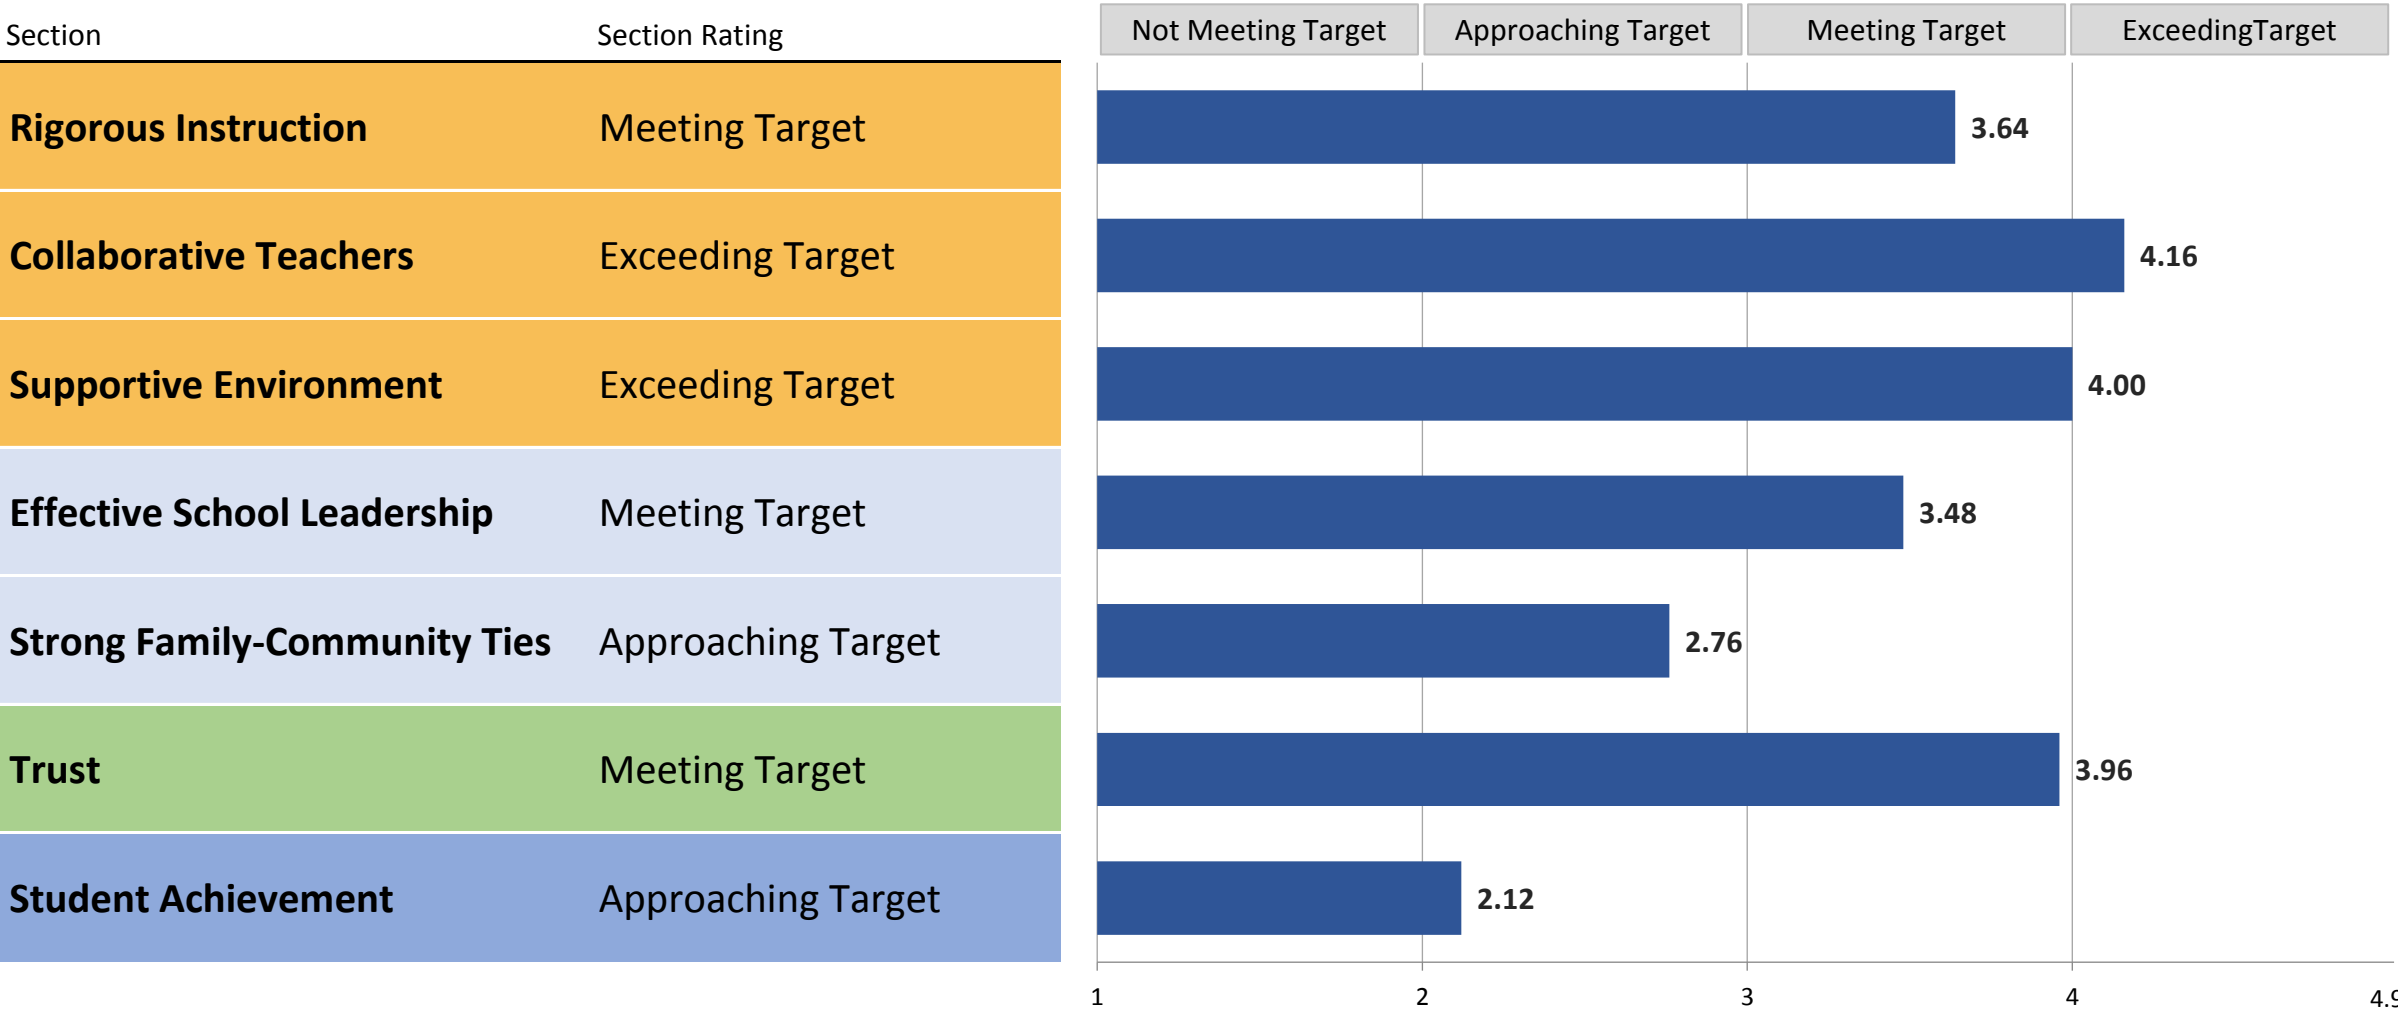 Section Section Rating Not Meeting Target Approaching Target Meeting Target ExceedingTarget
Rigorous Instruction Meeting Target 3.64
Collaborative Teachers Exceeding Target 4.16
Supportive Environment Exceeding Target 4.00
Effective School Leadership Meeting Target 3.48
Strong Family-Community Ties Approaching Target 2.76
Trust Meeting Target 3.96
Student Achievement Approaching Target 2.12
1 2 3 4 4.9